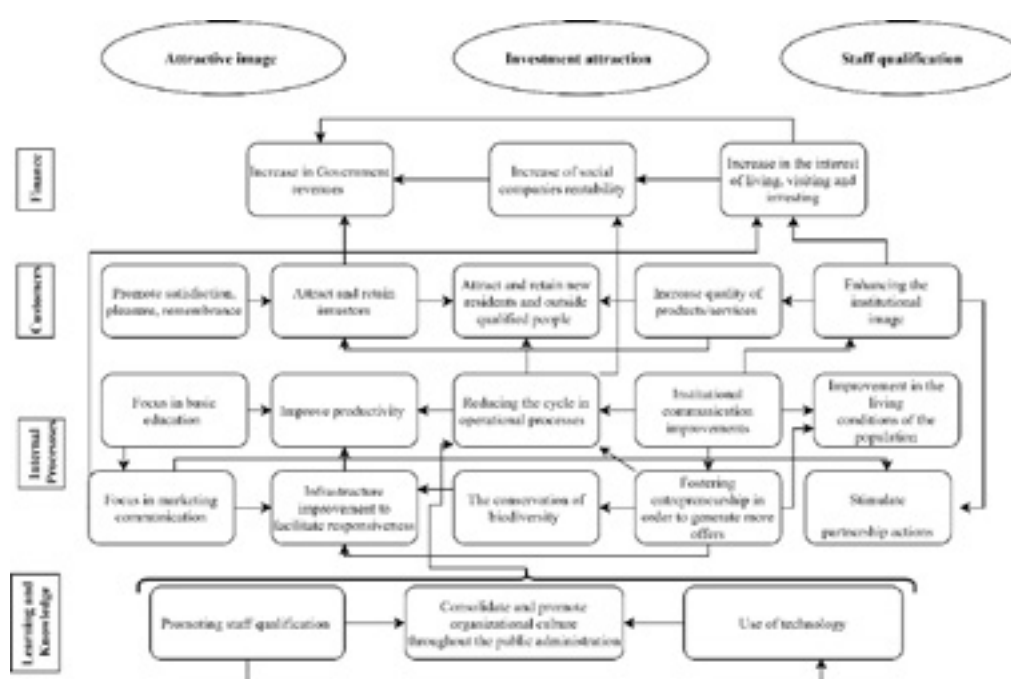 Attractive image
Investment attraction
Staff qualification
Finance
Increase in Government
revenues
Increase of social
companies rentability
Increase in the interest
of living, visiting and
investing
Customers
Promote satisfaction,
pleasure, remembrance
Attract and retain
investors
Attract and retain new
residents and outside
qualified people
Increase quality of
products/services
Enhancing the
institutional
image
Internal
Processes
Focus in basic
education
Improve productivity
Reducing the cycle in
operational processes
Institutional
communication
improvements
Improvement in the
living
conditions of the
population
Focus in marketing
communication
Infrastructure
improvement to
facilitate responsiveness
The conservation of
biodiversity
Fostering
entrepreneurship in
order to generate more
offers
Stimulate
partnership actions
Learning and
Knowledge
Promoting staff qualification
Consolidate and promote
organizational culture
throughout the public administration
Use of technology